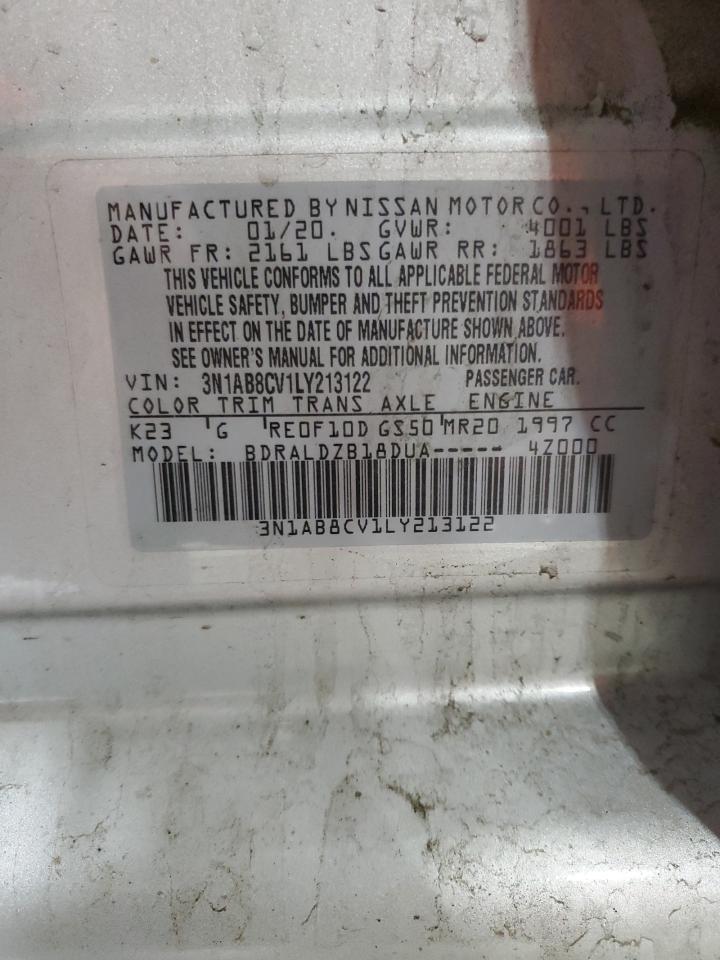 MANUFACTURED BY NISSAN MOTOR CO., LTD.
DATE: 01/20. GVWR: 4001 LBS
GAWR FR: 2161 LBS GAWR RR: 1863 LBS
THIS VEHICLE CONFORMS TO ALL APPLICABLE FEDERAL MOTOR
VEHICLE SAFETY, BUMPER AND THEFT PREVENTION STANDARDS
IN EFFECT ON THE DATE OF MANUFACTURE SHOWN ABOVE.
SEE OWNER'S MANUAL FOR ADDITIONAL INFORMATION.
VIN: 3N1AB8CV1LY213122 PASSENGER CAR.
COLOR TRIM TRANS AXLE ENGINE
K23 'G RE0F10D GS50 'MR20 1997 CC
MODEL: BDRALDZB18DUA----- 4Z000
3N1AB8CV1LY213122